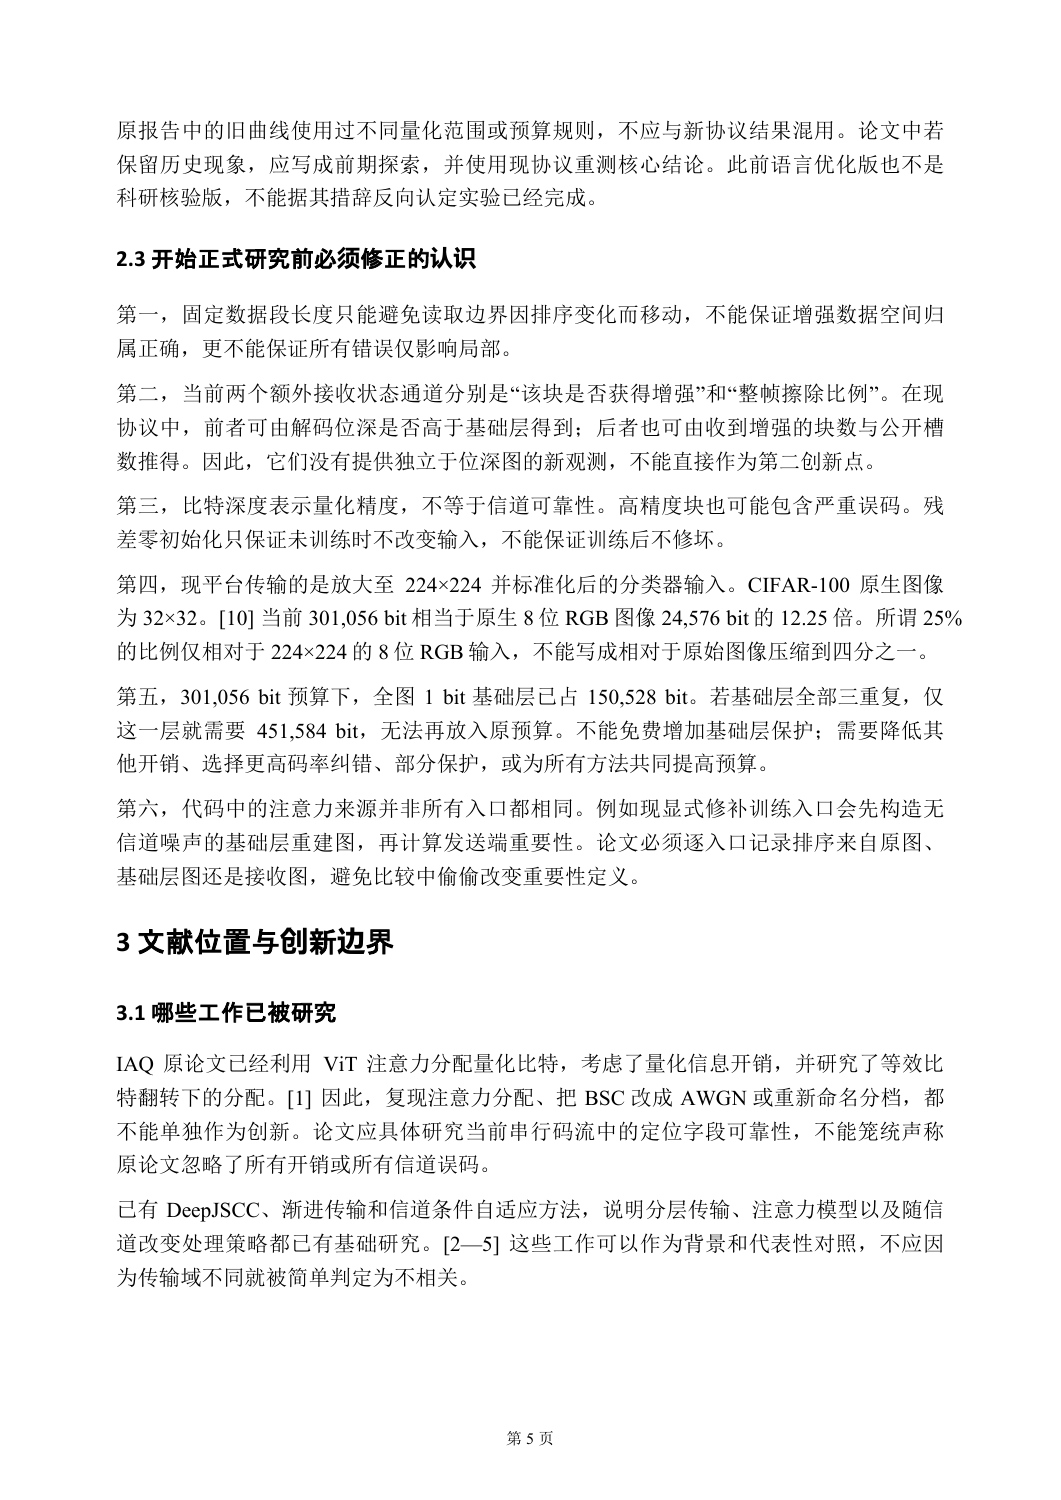 原报告中的旧曲线使用过不同量化范围或预算规则，不应与新协议结果混用。论文中若
保留历史现象，应写成前期探索，并使用现协议重测核心结论。此前语言优化版也不是
科研核验版，不能据其措辞反向认定实验已经完成。
2.3 开始正式研究前必须修正的认识
第一，固定数据段长度只能避免读取边界因排序变化而移动，不能保证增强数据空间归
属正确，更不能保证所有错误仅影响局部。
第二，当前两个额外接收状态通道分别是“该块是否获得增强”和“整帧擦除比例”。在现
协议中，前者可由解码位深是否高于基础层得到；后者也可由收到增强的块数与公开槽
数推得。因此，它们没有提供独立于位深图的新观测，不能直接作为第二创新点。
第三，比特深度表示量化精度，不等于信道可靠性。高精度块也可能包含严重误码。残
差零初始化只保证未训练时不改变输入，不能保证训练后不修坏。
第四，现平台传输的是放大至 224×224 并标准化后的分类器输入。CIFAR-100 原生图像
为 32×32。[10] 当前 301,056 bit 相当于原生 8 位 RGB 图像 24,576 bit 的 12.25 倍。所谓 25%
的比例仅相对于 224×224 的 8 位 RGB 输入，不能写成相对于原始图像压缩到四分之一。
第五，301,056 bit 预算下，全图 1 bit 基础层已占 150,528 bit。若基础层全部三重复，仅
这一层就需要 451,584 bit，无法再放入原预算。不能免费增加基础层保护；需要降低其
他开销、选择更高码率纠错、部分保护，或为所有方法共同提高预算。
第六，代码中的注意力来源并非所有入口都相同。例如现显式修补训练入口会先构造无
信道噪声的基础层重建图，再计算发送端重要性。论文必须逐入口记录排序来自原图、
基础层图还是接收图，避免比较中偷偷改变重要性定义。
3 文献位置与创新边界
3.1 哪些工作已被研究
IAQ 原论文已经利用 ViT 注意力分配量化比特，考虑了量化信息开销，并研究了等效比
特翻转下的分配。[1] 因此，复现注意力分配、把 BSC 改成 AWGN 或重新命名分档，都
不能单独作为创新。论文应具体研究当前串行码流中的定位字段可靠性，不能笼统声称
原论文忽略了所有开销或所有信道误码。
已有 DeepJSCC、渐进传输和信道条件自适应方法，说明分层传输、注意力模型以及随信
道改变处理策略都已有基础研究。[2—5] 这些工作可以作为背景和代表性对照，不应因
为传输域不同就被简单判定为不相关。
第 5 页